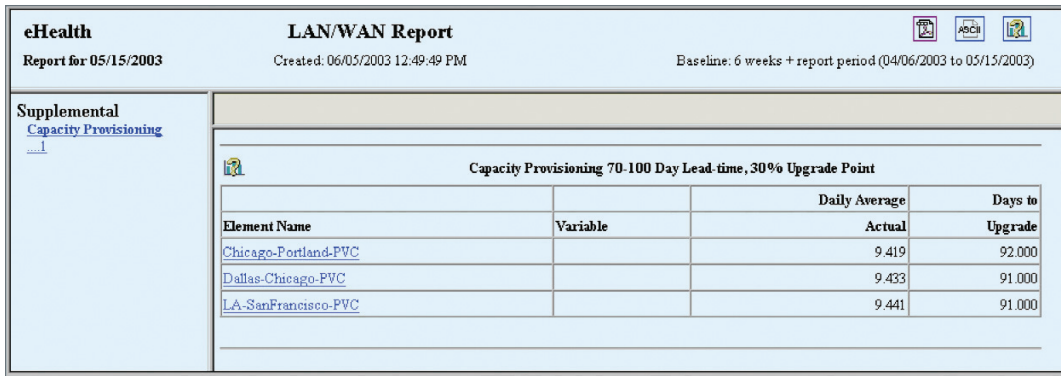 eHealth LAN/WAN Report ASCII
Report for 05/15/2003 Created: 06/05/2003 12:49:49 PM Baseline: 6 weeks + report period (04/06/2003 to 05/15/2003)
Supplemental
Capacity Provisioning
....1
Capacity Provisioning 70-100 Day Lead-time, 30% Upgrade Point
Daily Average Days to
Element Name Variable Actual Upgrade
Chicago-Portland-PVC 9.419 92.000
Dallas-Chicago-PVC 9.433 91.000
LA-SanFrancisco-PVC 9.441 91.000